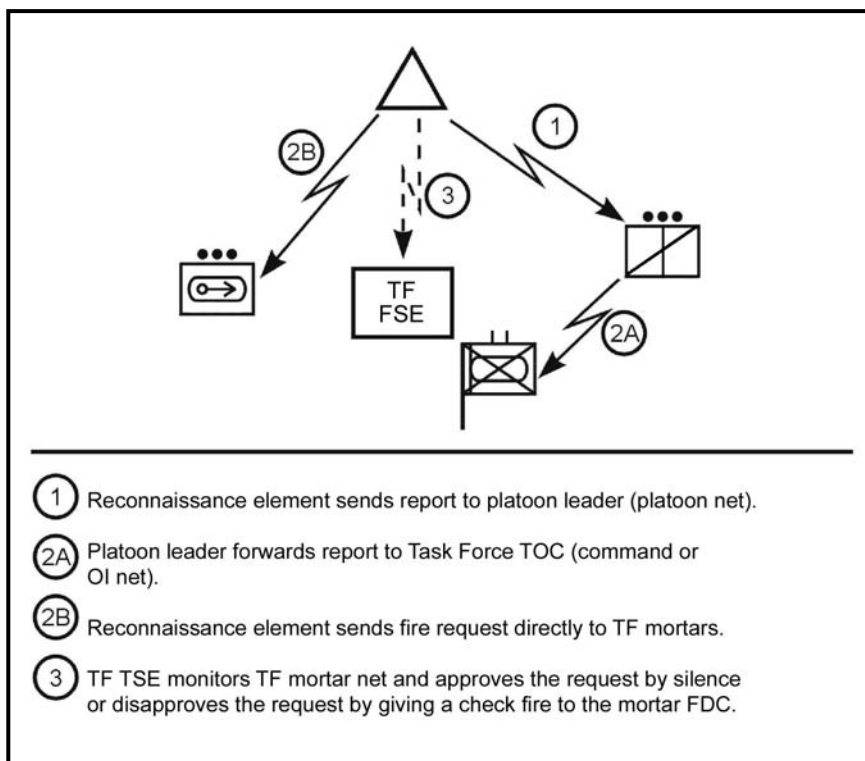 1
2B
3
TF
FSE
2A
1 Reconnaissance element sends report to platoon leader (platoon net).
2A Platoon leader forwards report to Task Force TOC (command or
OI net).
2B Reconnaissance element sends fire request directly to TF mortars.
3 TF TSE monitors TF mortar net and approves the request by silence
or disapproves the request by giving a check fire to the mortar FDC.